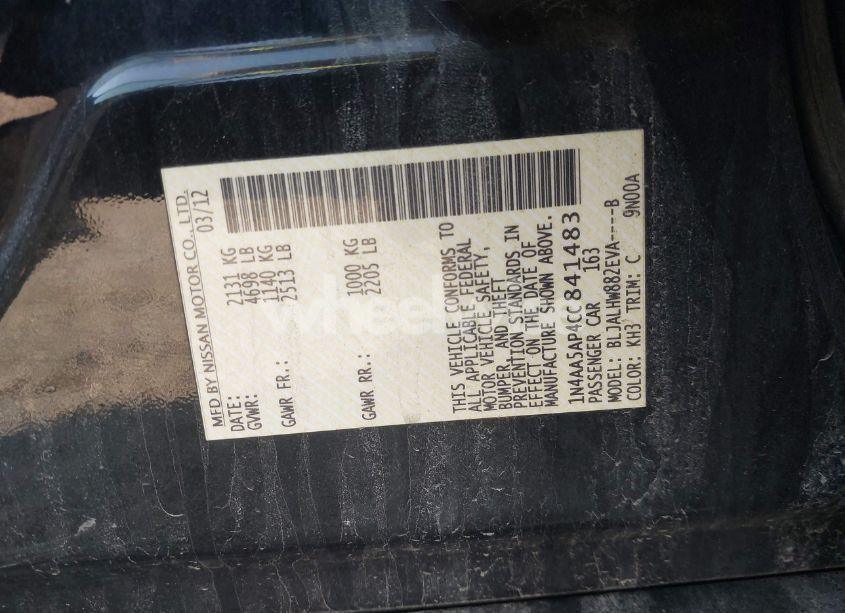 MFD BY NISSAN MOTOR CO., LTD.
DATE: 03/12
GVWR: 2131 KG
4698 LB
GAWR FR.: 1140 KG
2513 LB
GAWR RR.: 1000 KG
2205 LB
THIS VEHICLE CONFORMS TO
ALL APPLICABLE FEDERAL
MOTOR VEHICLE SAFETY,
BUMPER, AND THEFT
PREVENTION STANDARDS IN
EFFECT ON THE DATE OF
MANUFACTURE SHOWN ABOVE.
1N4AA5AP4CC841483
PASSENGER CAR 163
MODEL: BLJALHW882EVA----B
COLOR: KH3 TRIM: C 9N00A